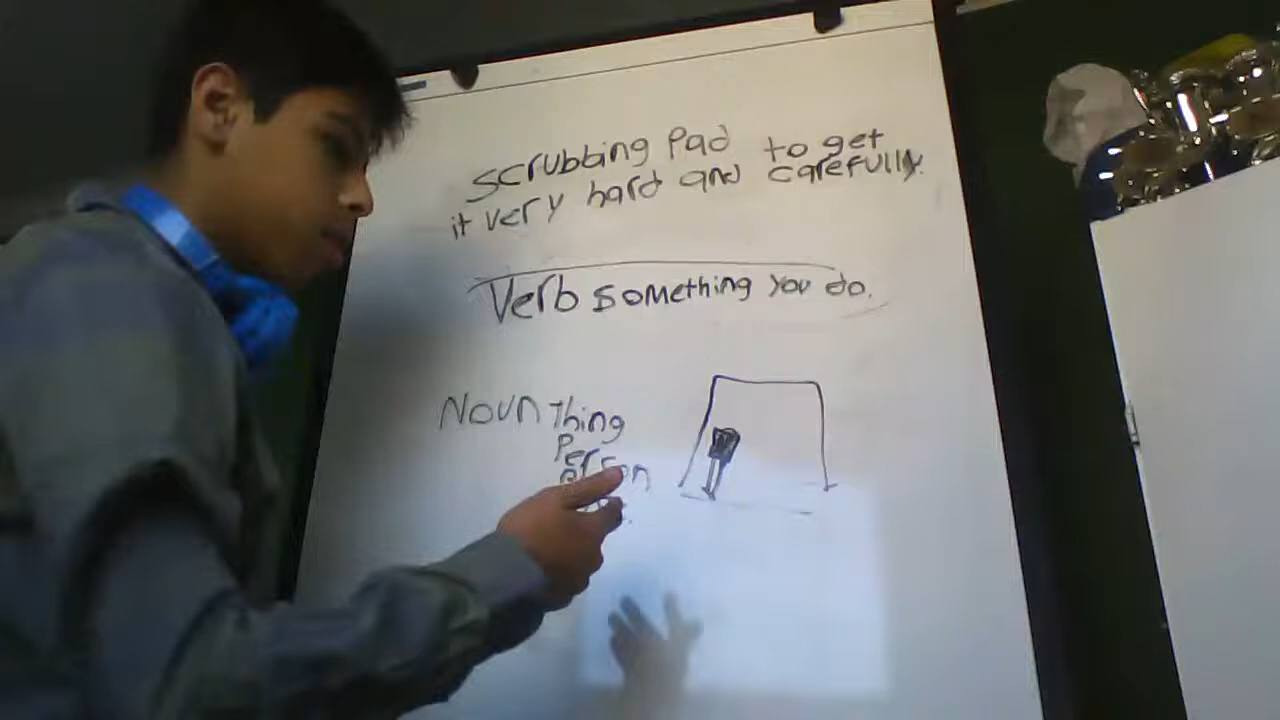 scrubbing Pad to get
it very hard and carefully.
Verb something you do.
Noun Thing
Person